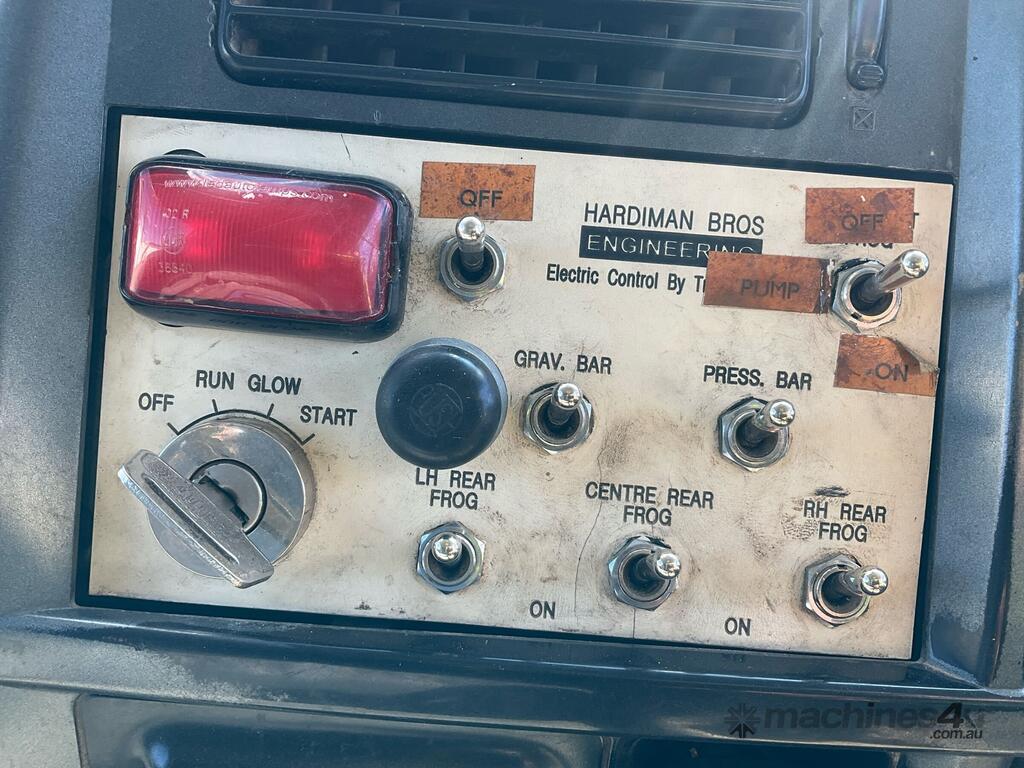 OFF
HARDIMAN BROS
ENGINEERING
Electric Control By
OFF
PUMP
ON
GRAV. BAR
PRESS. BAR
RUN GLOW
OFF
START
LH REAR
FROG
CENTRE REAR
FROG
RH REAR
FROG
ON
ON
machines4u
.com.au